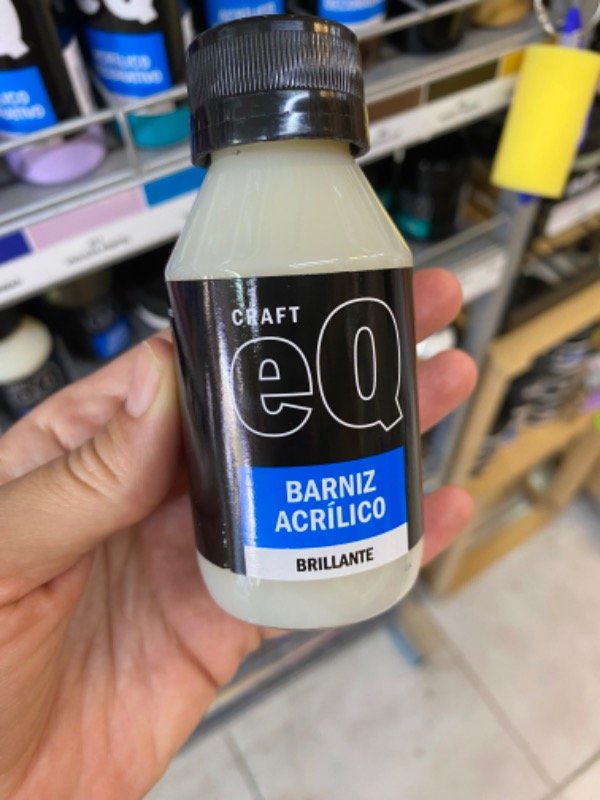 CRAFT
eQ
BARNIZ
ACRÍLICO
BRILLANTE